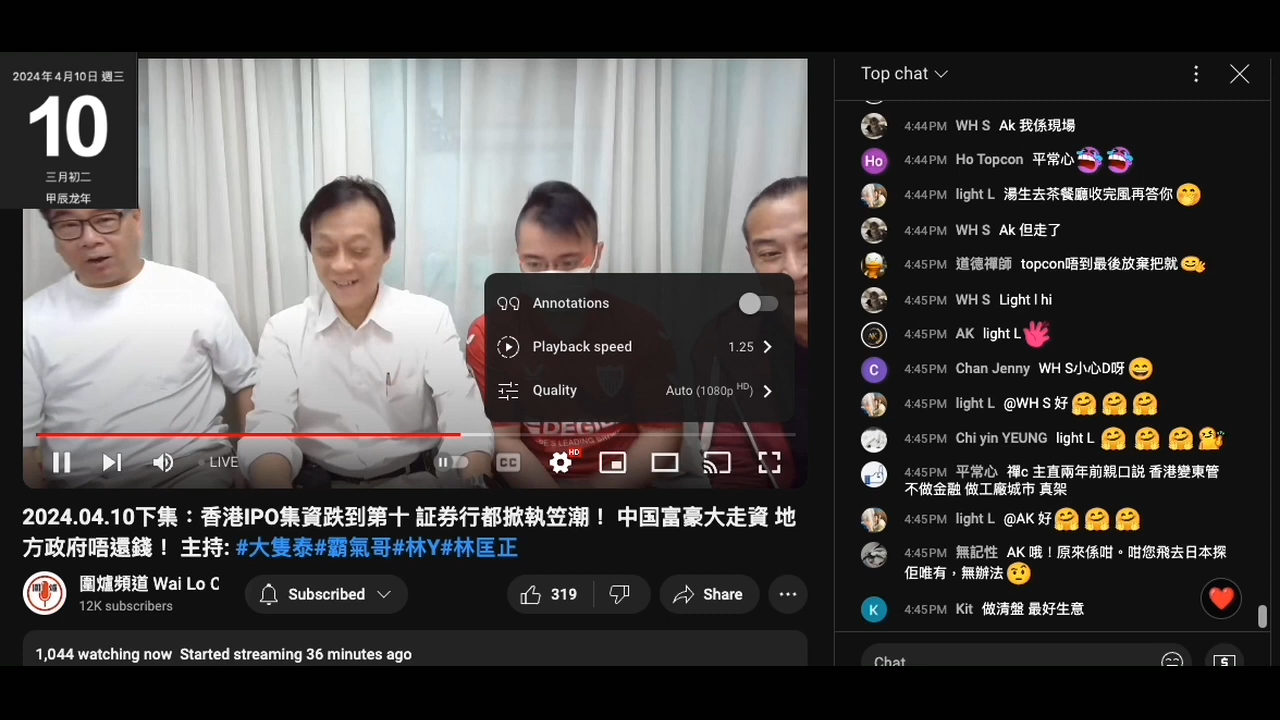 2024年4月10日 週三
10
三月初二
甲辰龙年
Annotations
Playback speed 1.25
Quality Auto (1080p HD)
LIVE
CC
HD
2024.04.10下集：香港IPO集資跌到第十 証券行都掀執笠潮！ 中国富豪大走資 地
方政府唔還錢！ 主持: #大隻泰#霸氣哥#林Y#林匡正
圍爐頻道 Wai Lo C
12K subscribers
Subscribed
319
Share
1,044 watching now Started streaming 36 minutes ago
Top chat
4:44PM WH S Ak 我係現場
Ho 4:44PM Ho Topcon 平常心🥵🥵
4:44PM light L 湯生去茶餐廳收完風再答你🤭
4:44PM WH S Ak 但走了
4:45PM 道德禪師 topcon唔到最後放棄把就
4:45PM WH S Light l hi
4:45PM AK light L
C 4:45PM Chan Jenny WH S小心D呀😄
4:45PM light L @WH S 好🤗🤗🤗
4:45PM Chi yin YEUNG light L 🤗🤗🤗
4:45PM 平常心 禪c 主直兩年前親口説 香港變東管
不做金融 做工廠城市 真架
4:45PM light L @AK 好🤗🤗🤗
4:45PM 無記性 AK 哦！原來係咁。咁您飛去日本探
佢唯有，無辦法🤨
K 4:45PM Kit 做清盤 最好生意
Chat